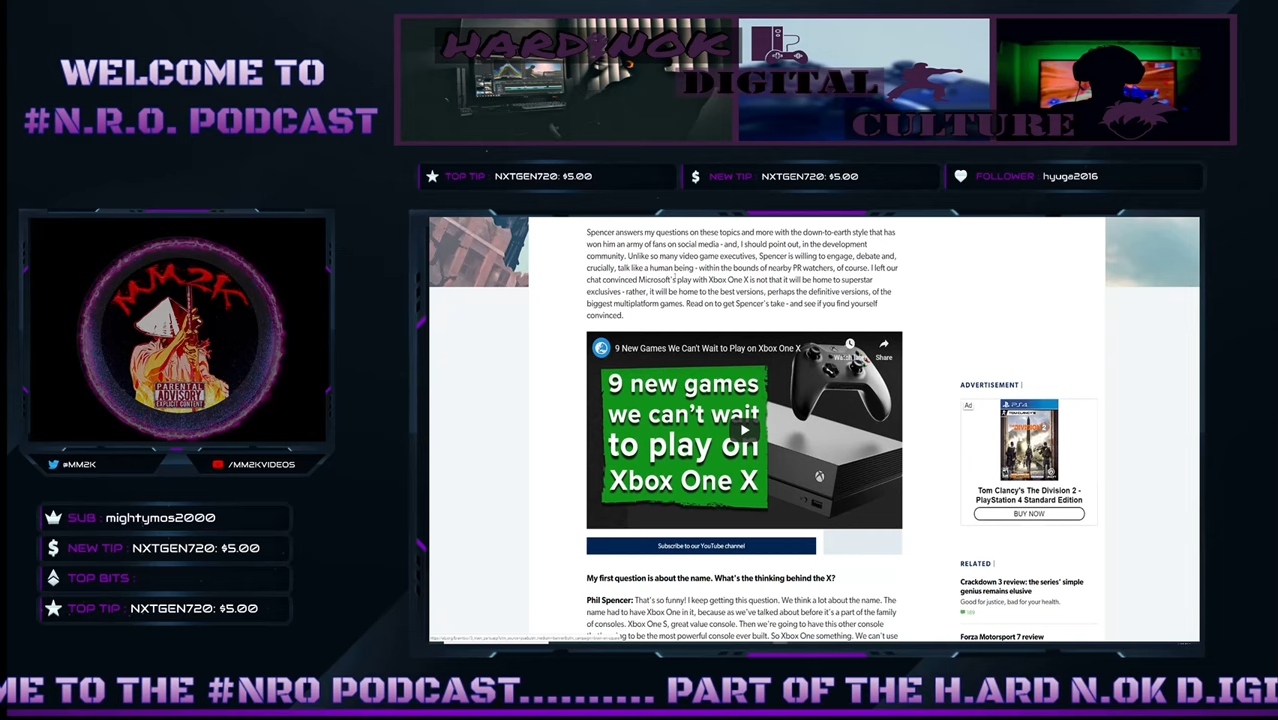 WELCOME TO
#N.R.O. PODCAST
HARD NOK
DIGITAL
CULTURE
TOP TIP : NXTGEN720: $5.00
NEW TIP : NXTGEN720: $5.00
FOLLOWER : hyuga2016
MM2K
PARENTAL
ADVISORY
EXPLICIT CONTENT
@MM2K
/MM2KVIDEOS
SUB : mightymos2000
NEW TIP : NXTGEN720: $5.00
TOP BITS :
TOP TIP : NXTGEN720: $5.00
Spencer answers my questions on these topics and more with the down-to-earth style that has
won him an army of fans on social media - and, I should point out, in the development
community. Unlike so many video game executives, Spencer is willing to engage, debate and,
crucially, talk like a human being - within the bounds of nearby PR watchers, of course. I left our
chat convinced Microsoft's play with Xbox One X is not that it will be home to superstar
exclusives - rather, it will be home to the best versions, perhaps the definitive versions, of the
biggest multiplatform games. Read on to get Spencer's take - and see if you find yourself
convinced.
9 New Games We Can't Wait to Play on Xbox One X
Watch later
Share
9 new games
we can't wait
to play on
Xbox One X
Subscribe to our YouTube channel
My first question is about the name. What's the thinking behind the X?
Phil Spencer: That's so funny! I keep getting this question. We think a lot about the name. The
name had to have Xbox One in it, because as we've talked about before it's a part of the family
of consoles. Xbox One S, great value console. Then we're going to have this other console
going to be the most powerful console ever built. So Xbox One something. We can't use
ADVERTISEMENT |
Ad
PS4
THE DIVISION 2
Tom Clancy's The Division 2 -
PlayStation 4 Standard Edition
BUY NOW
RELATED |
Crackdown 3 review: the series' simple
genius remains elusive
Good for justice, bad for your health.
Forza Motorsport 7 review
ME TO THE #NRO PODCAST.......... PART OF THE H.ARD N.OK D.IGI